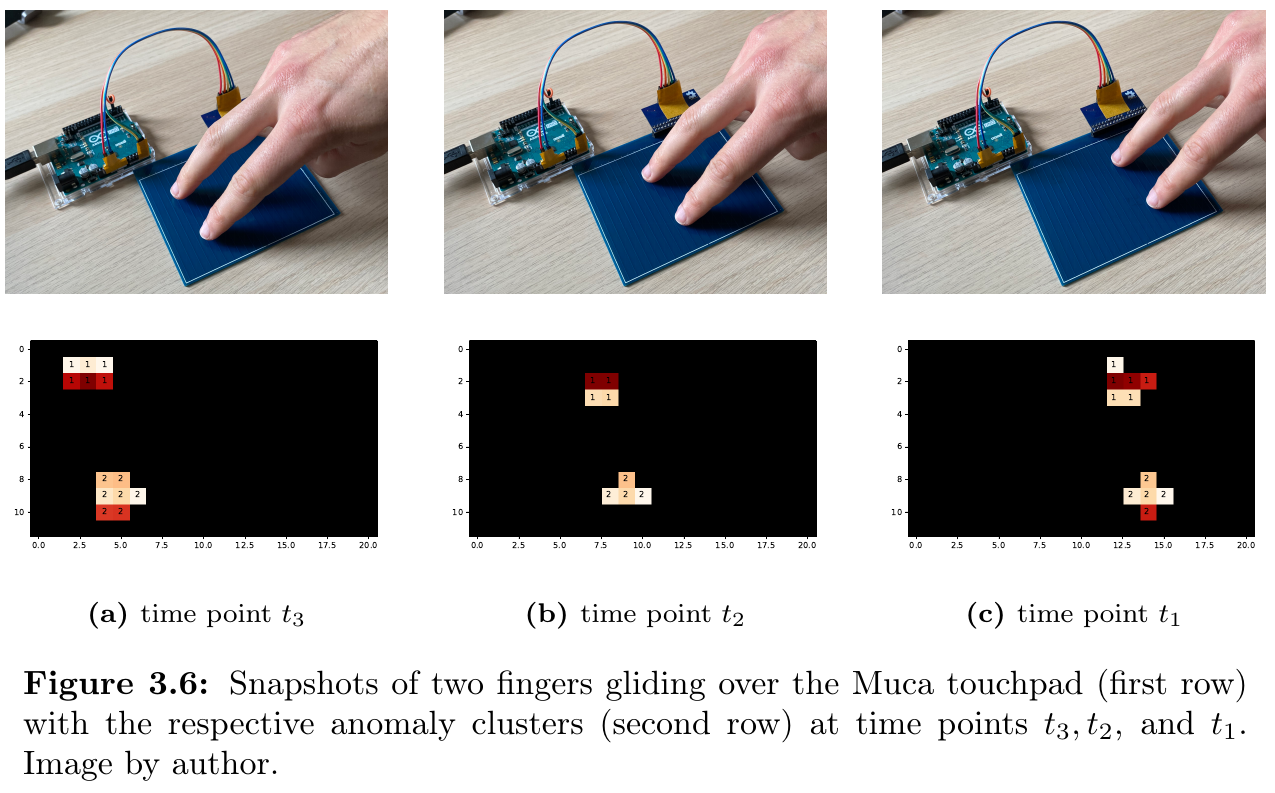 0
2
4
6
8
10
1 1 1
1 1 1
2 2
2 2 2
2 2
0.0 2.5 5.0 7.5 10.0 12.5 15.0 17.5 20.0
0
2
4
6
8
10
1 1
1 1
2
2 2 2
0.0 2.5 5.0 7.5 10.0 12.5 15.0 17.5 20.0
0
2
4
6
8
10
1
1 1 1
1 1
2
2 2 2
2
0.0 2.5 5.0 7.5 10.0 12.5 15.0 17.5 20.0
(a) time point t₃
(b) time point t₂
(c) time point t₁
Figure 3.6: Snapshots of two fingers gliding over the Muca touchpad (first row)
with the respective anomaly clusters (second row) at time points t₃, t₂, and t₁.
Image by author.